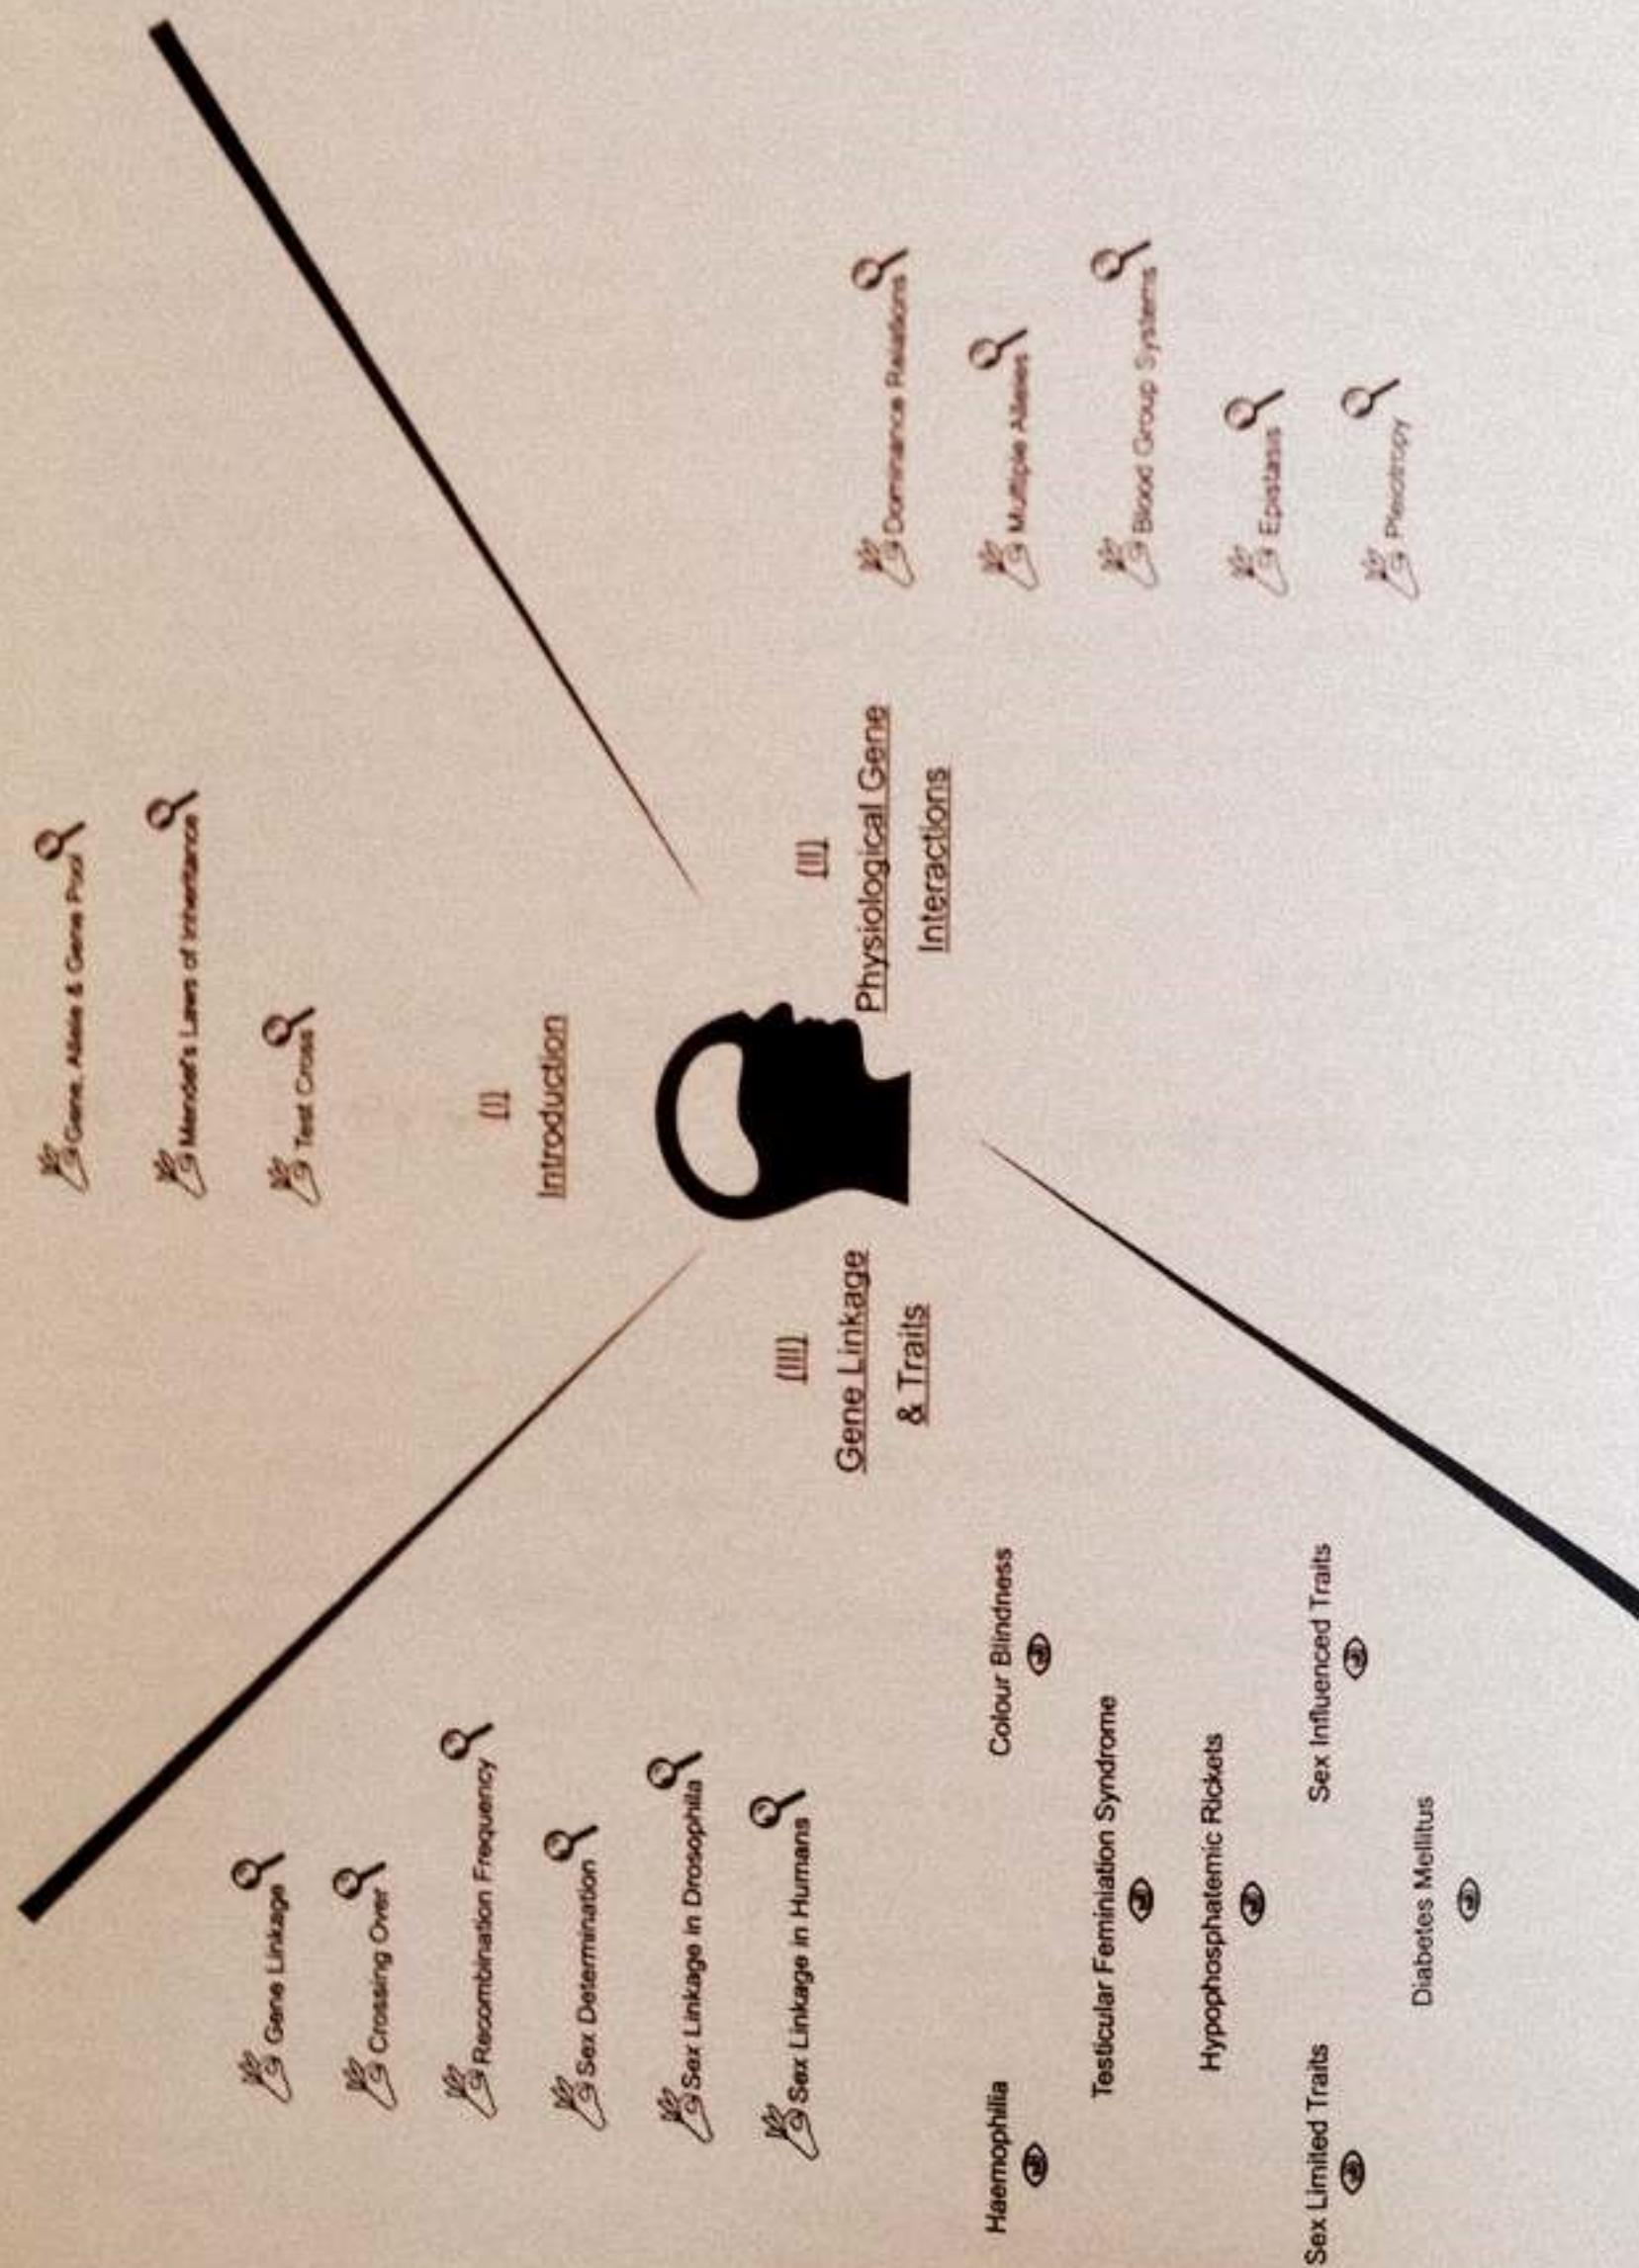 Gene, Allele & Gene Pool
Mendel's Laws of Inheritance
Test Cross
(I)
Introduction
(II)
Physiological Gene
Interactions
Dominance Relations
Multiple Alleles
Blood Group Systems
Epistasis
Pleiotropy
(III)
Gene Linkage
& Traits
Gene Linkage
Crossing Over
Recombination Frequency
Sex Determination
Sex Linkage in Drosophila
Sex Linkage in Humans
Haemophilia
Colour Blindness
Testicular Feminiation Syndrome
Hypophosphatemic Rickets
Sex Limited Traits
Sex Influenced Traits
Diabetes Mellitus